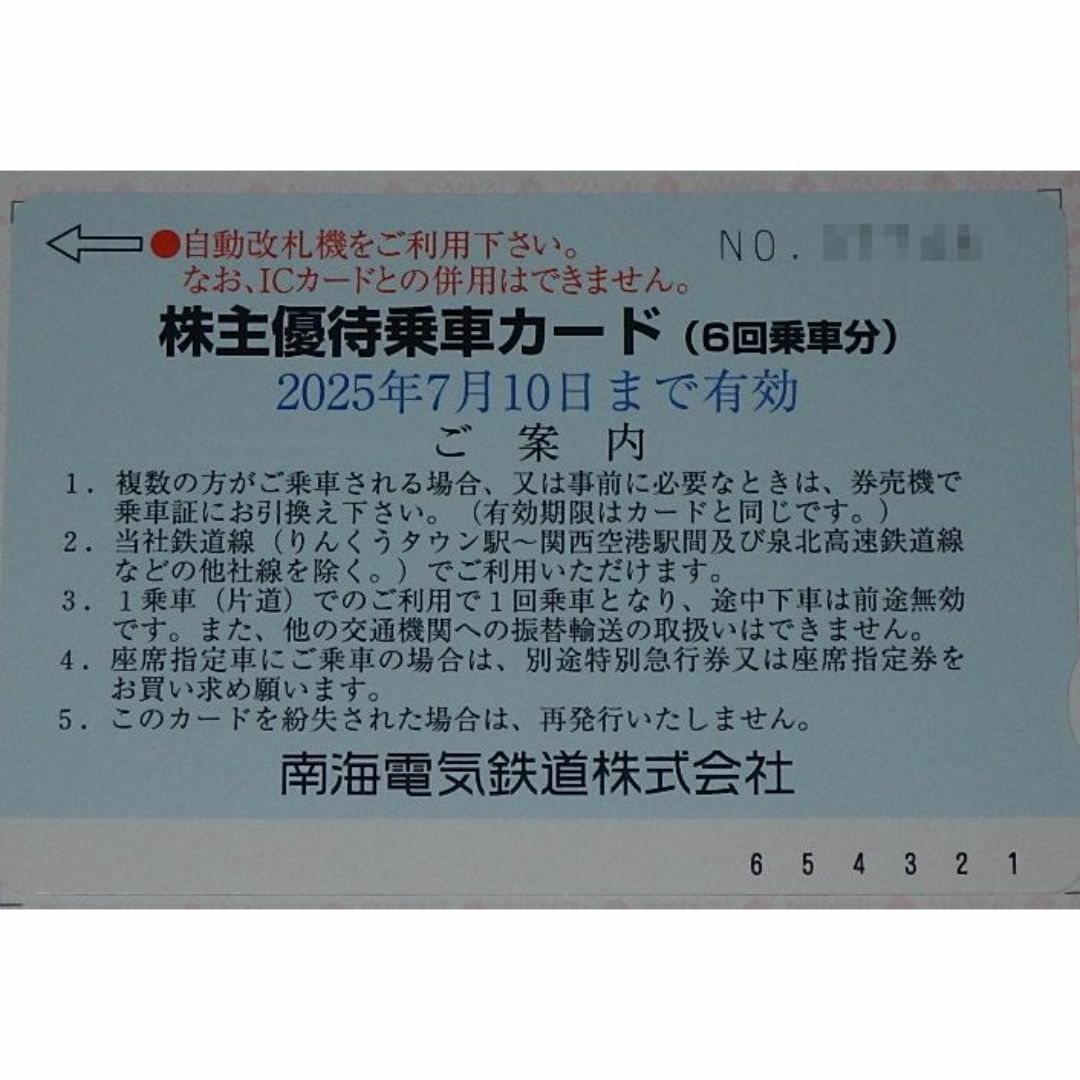 ●自動改札機をご利用下さい。
なお、ICカードとの併用はできません。
NO.
株主優待乗車カード（6回乗車分）
2025年7月10日まで有効
ご案内
1．複数の方がご乗車される場合、又は事前に必要なときは、券売機で
乗車証にお引換え下さい。（有効期限はカードと同じです。）
2．当社鉄道線（りんくうタウン駅～関西空港駅間及び泉北高速鉄道線
などの他社線を除く。）でご利用いただけます。
3．1乗車（片道）でのご利用で1回乗車となり、途中下車は前途無効
です。また、他の交通機関への振替輸送の取扱いはできません。
4．座席指定車にご乗車の場合は、別途特別急行券又は座席指定券を
お買い求め願います。
5．このカードを紛失された場合は、再発行いたしません。
南海電気鉄道株式会社
6 5 4 3 2 1